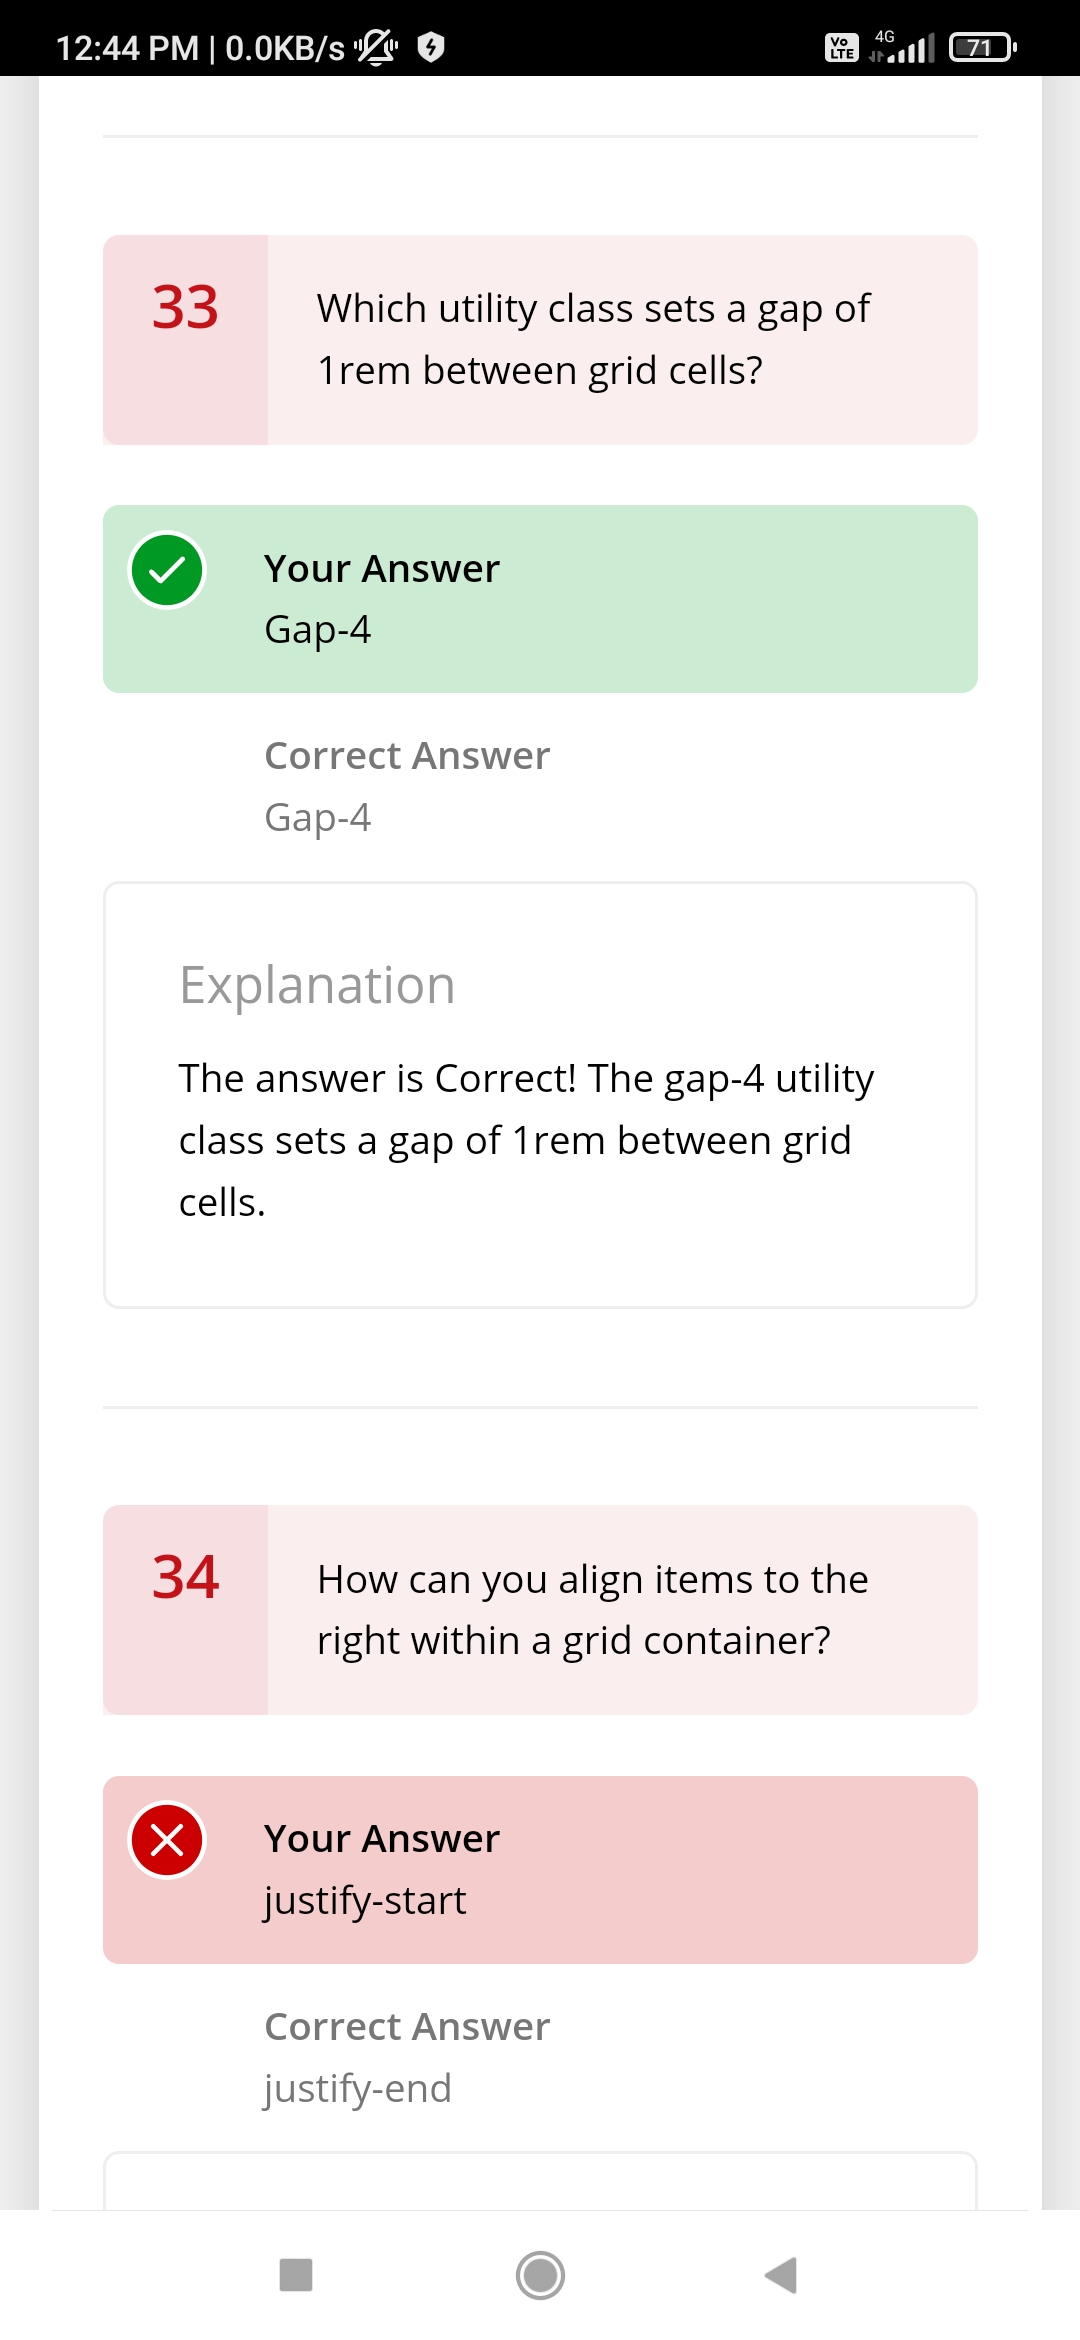 12:44 PM | 0.0KB/s
Vo LTE 4G 71
33
Which utility class sets a gap of
1rem between grid cells?
Your Answer
Gap-4
Correct Answer
Gap-4
Explanation
The answer is Correct! The gap-4 utility
class sets a gap of 1rem between grid
cells.
34
How can you align items to the
right within a grid container?
Your Answer
justify-start
Correct Answer
justify-end